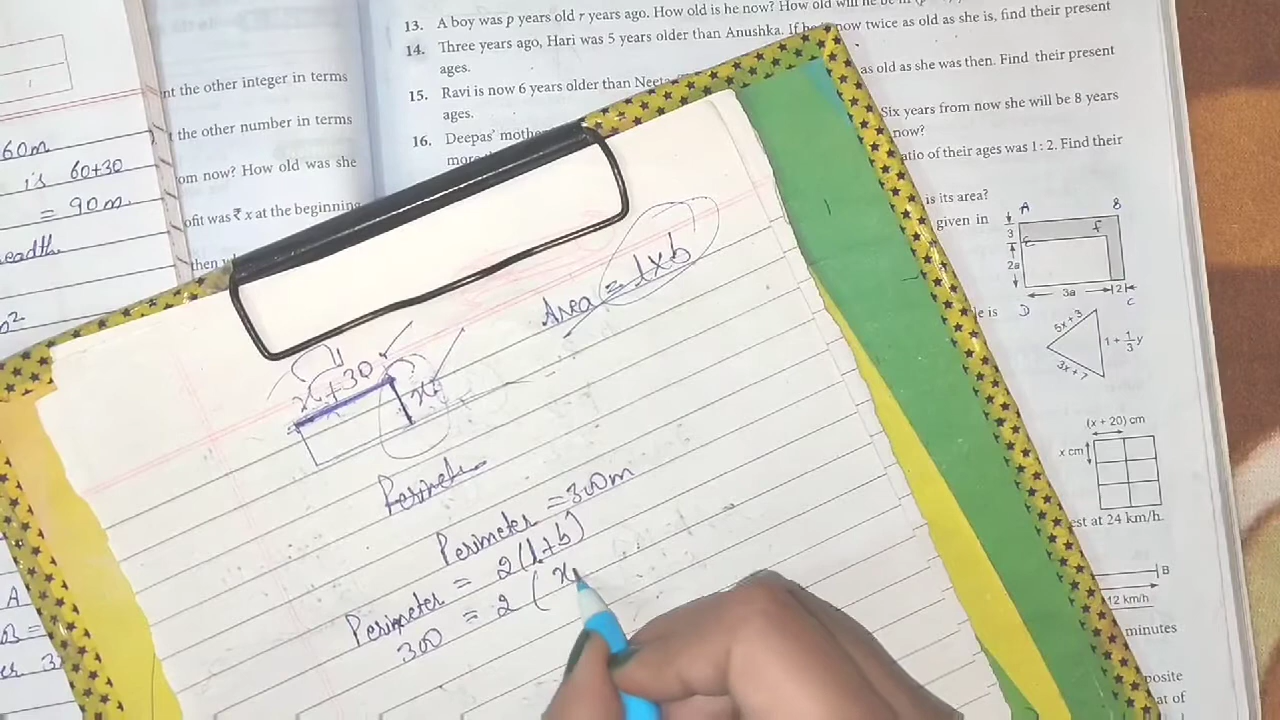 60m
is 60+30
= 90m.
nt the other integer in terms
t the other number in terms
om now? How old was she
ofit was ₹ x at the beginning
then
13. A boy was p years old r years ago. How old is he now? How old will he be in
14. Three years ago, Hari was 5 years older than Anushka. If he is now twice as old as she is, find their present
ages.
15. Ravi is now 6 years older than Neeta as old as she was then. Find their present
ages.
16. Deepas' mothe Six years from now she will be 8 years
more now?
atio of their ages was 1 : 2. Find their
is its area?
given in
le is
A B
3 E f
2a
3a 2
D C
5x + 3
1 + 1/3 y
3x + 7
(x + 20) cm
x cm
est at 24 km/h.
B
12 km/h
minutes
posite
at of
Area = l×b
x+30
x
Perimeter
Perimeter = 300m
Perimeter = 2(l+b)
300 = 2 ( x